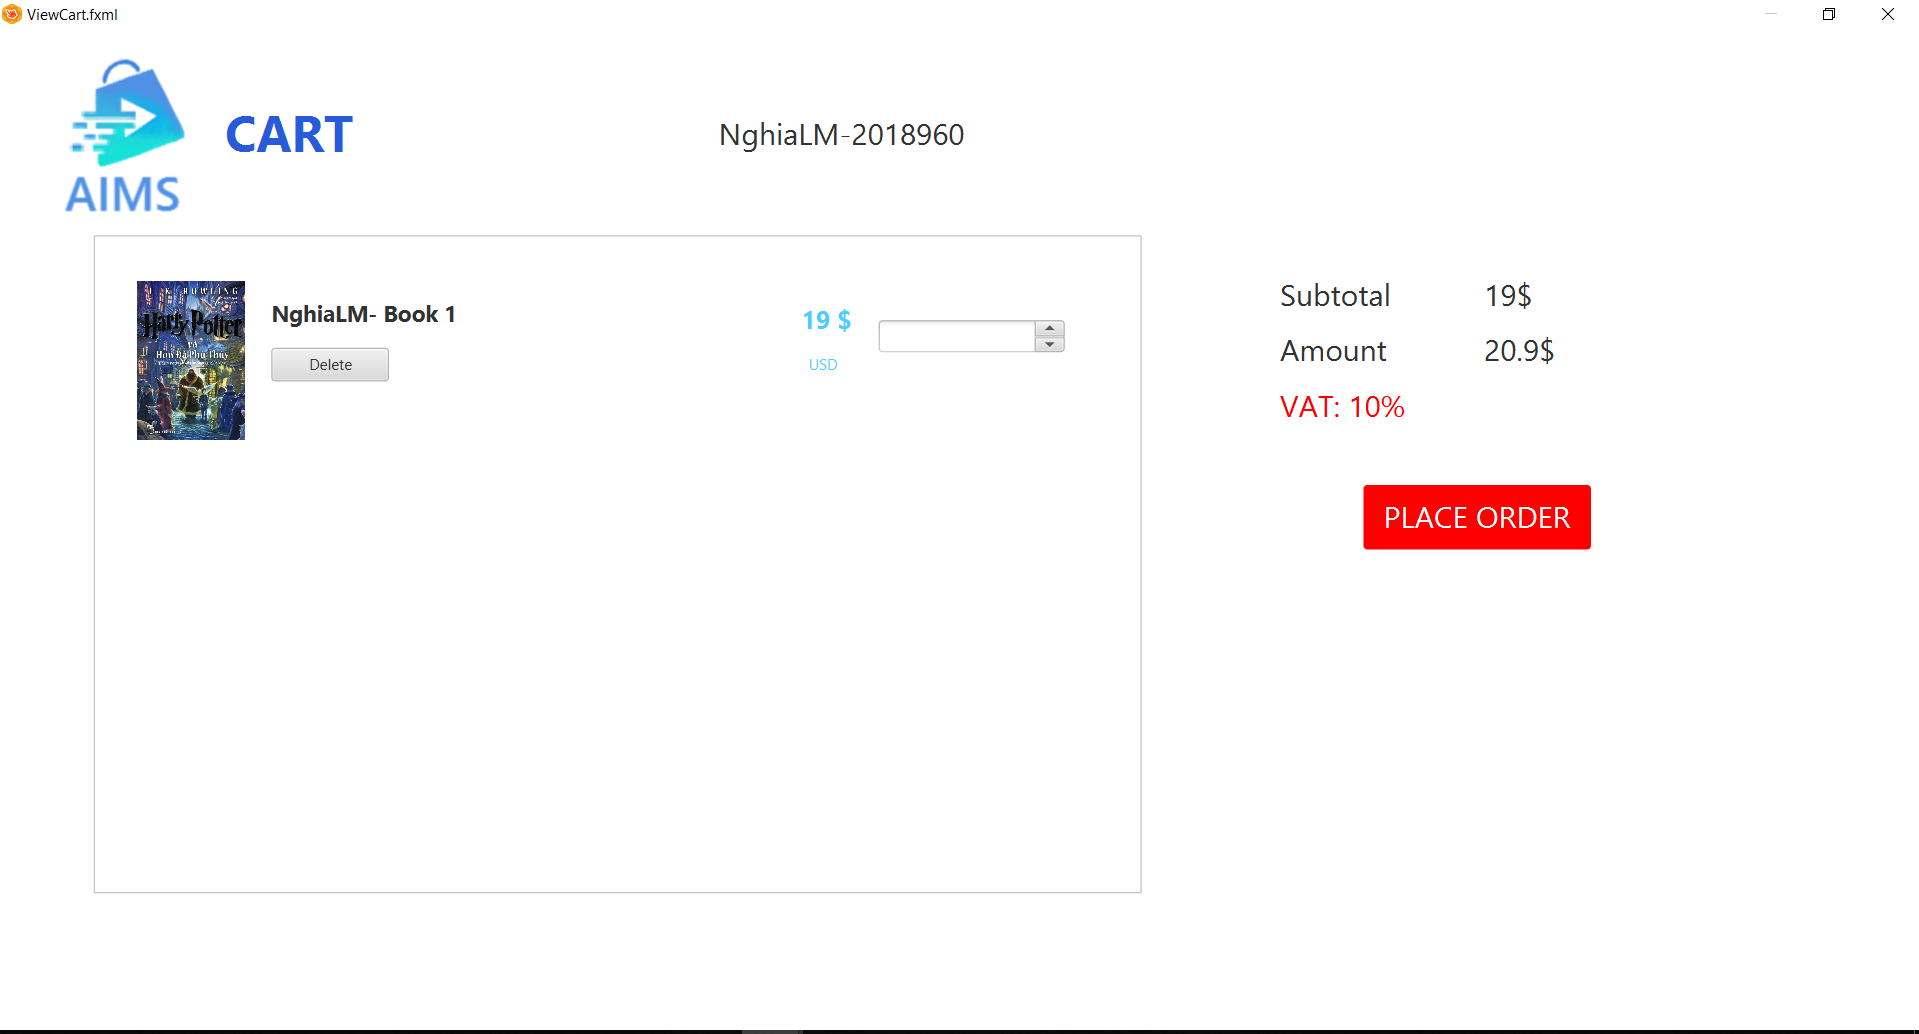 ViewCart.fxml
AIMS
CART
NghiaLM-2018960
J. K. ROWLING
Harry Potter
và
Hòn Đá Phù Thủy
NghiaLM- Book 1
Delete
19 $
USD
Subtotal 19$
Amount 20.9$
VAT: 10%
PLACE ORDER